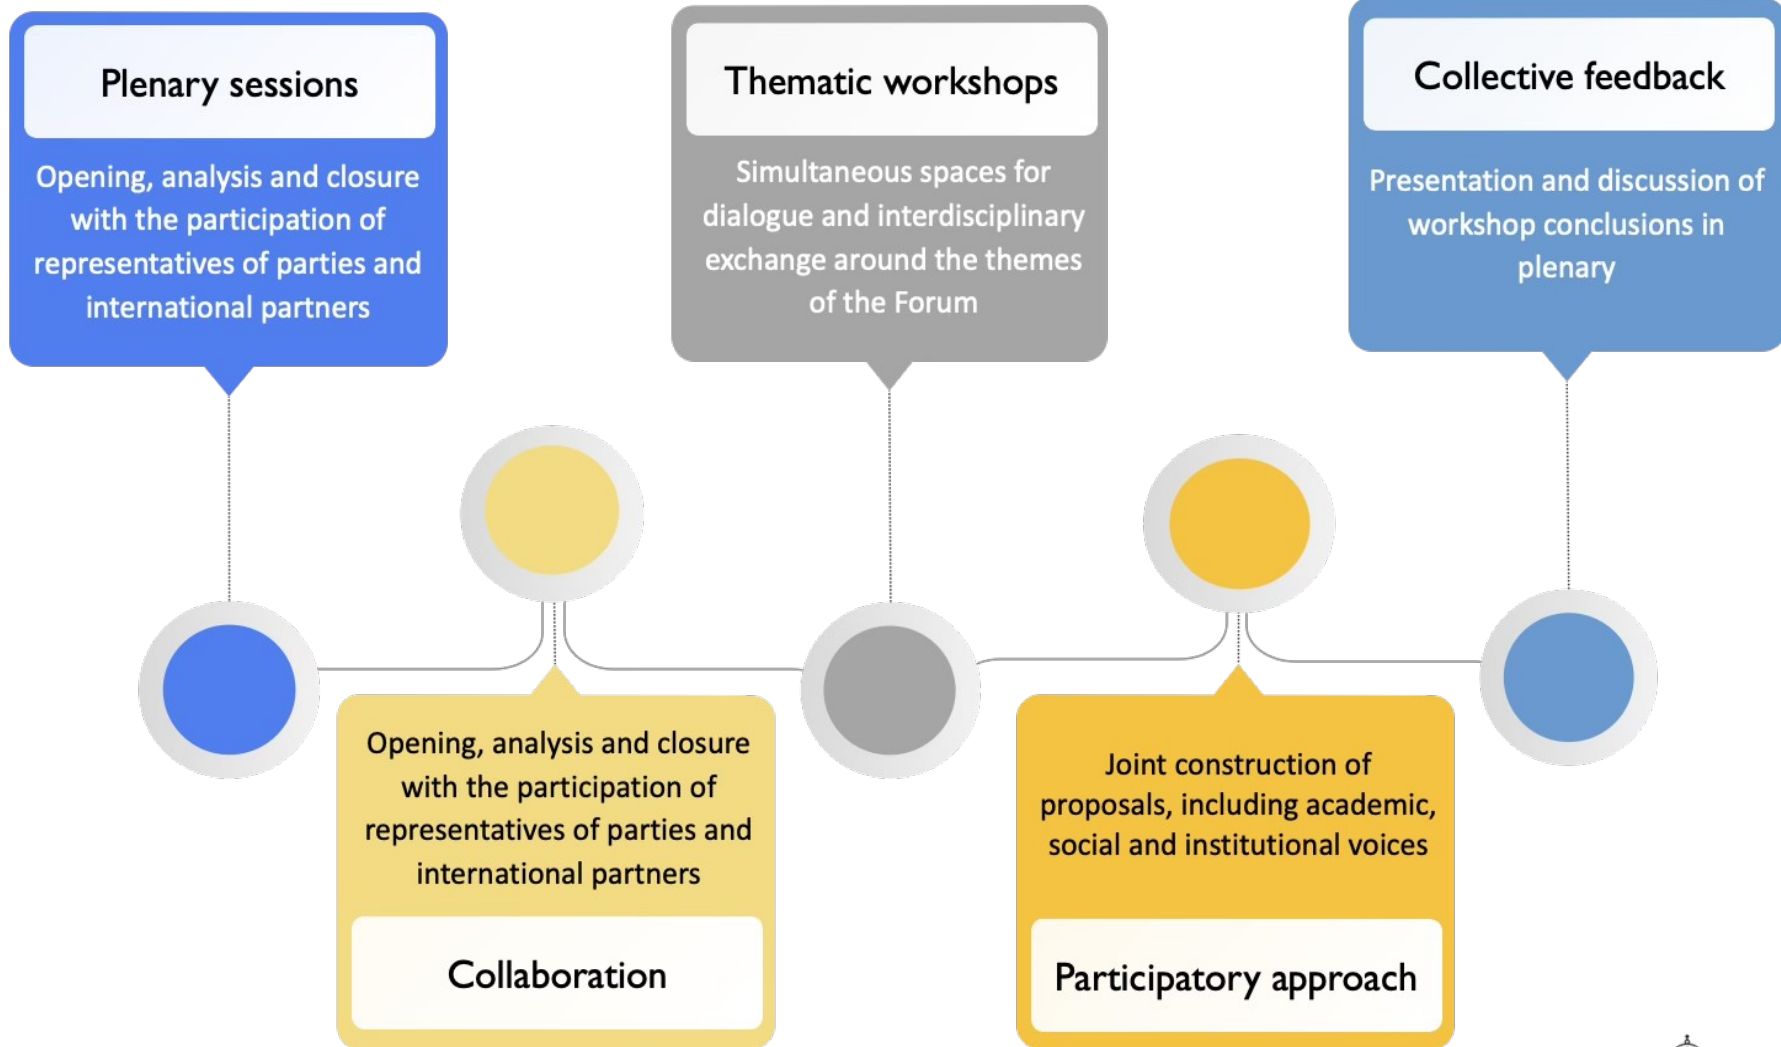 Plenary sessions
Opening, analysis and closure
with the participation of
representatives of parties and
international partners
Thematic workshops
Simultaneous spaces for
dialogue and interdisciplinary
exchange around the themes
of the Forum
Collective feedback
Presentation and discussion of
workshop conclusions in
plenary
Opening, analysis and closure
with the participation of
representatives of parties and
international partners
Collaboration
Joint construction of
proposals, including academic,
social and institutional voices
Participatory approach